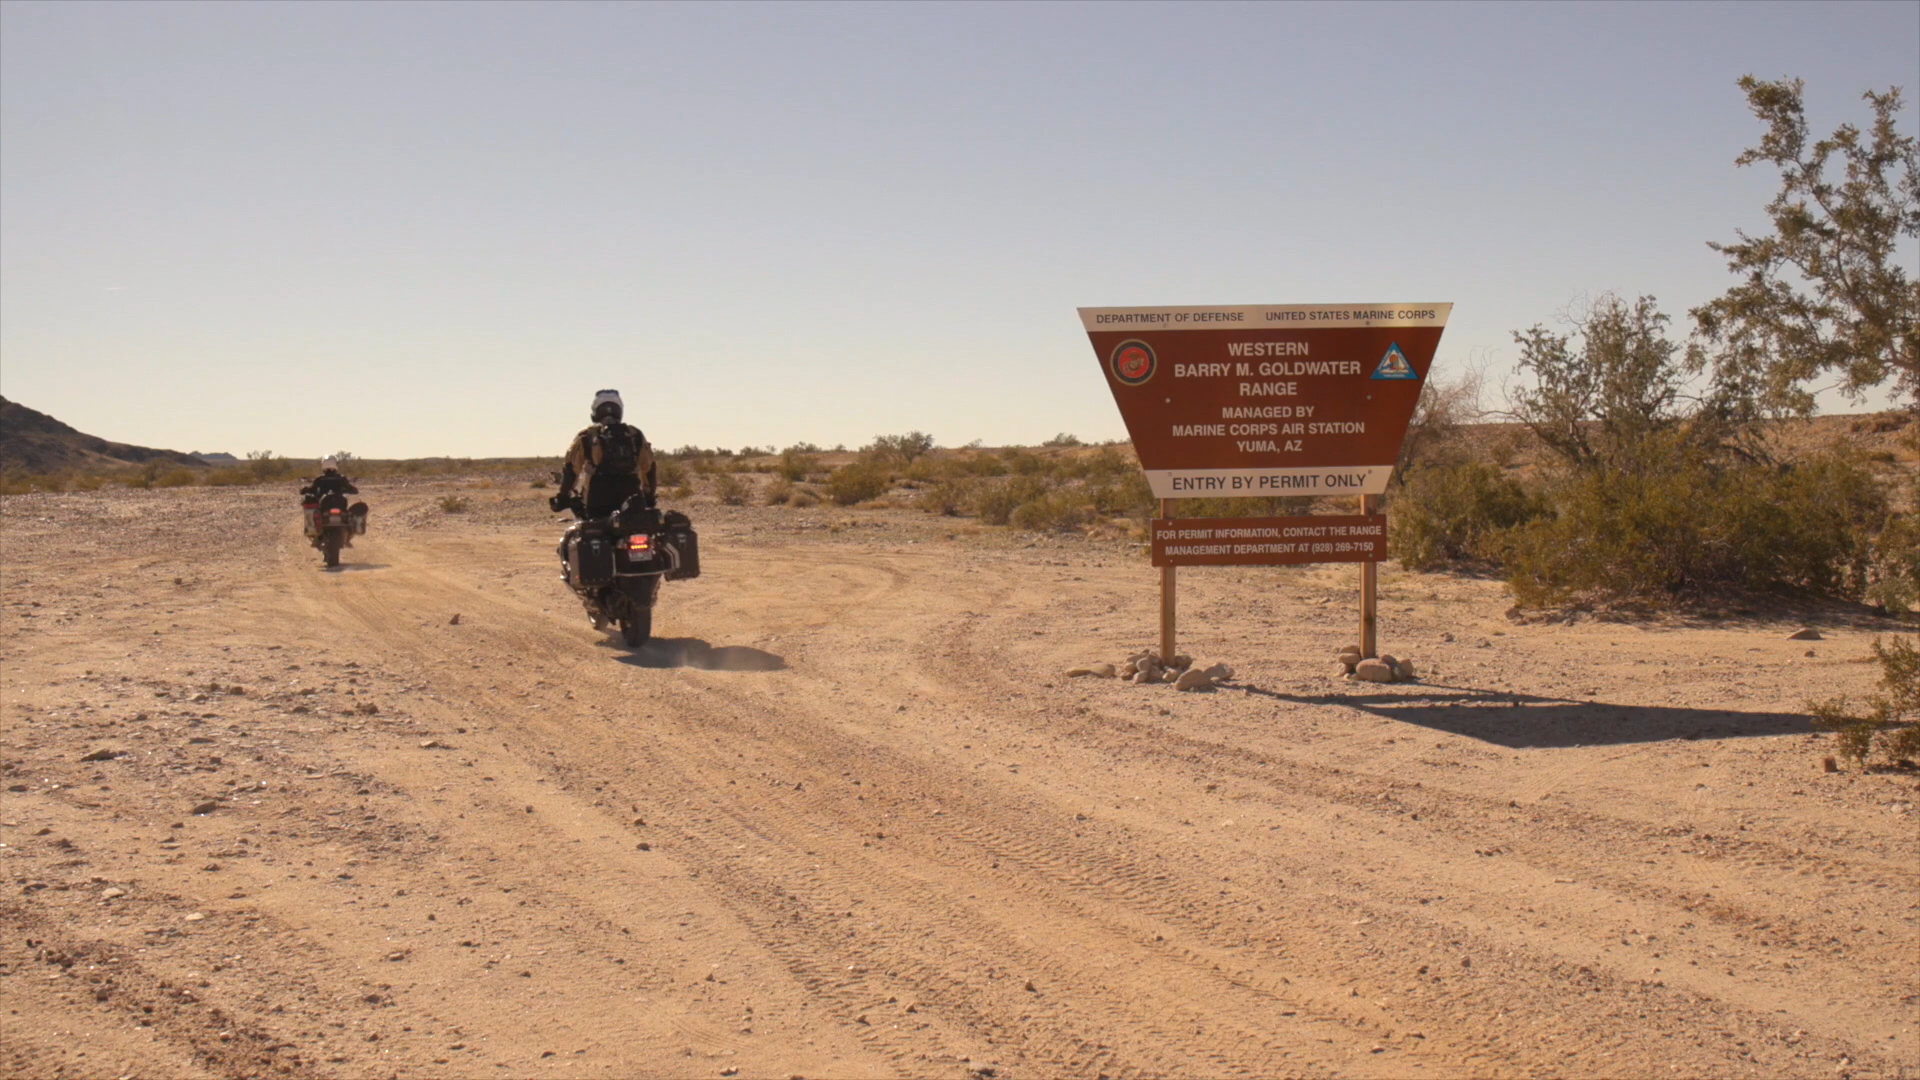 DEPARTMENT OF DEFENSE UNITED STATES MARINE CORPS
WESTERN
BARRY M. GOLDWATER
RANGE
MANAGED BY
MARINE CORPS AIR STATION
YUMA, AZ
ENTRY BY PERMIT ONLY
FOR PERMIT INFORMATION, CONTACT THE RANGE
MANAGEMENT DEPARTMENT AT (928) 269-7150